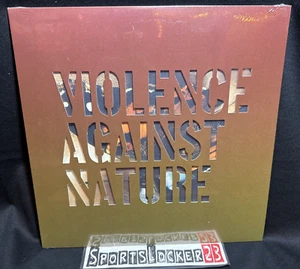 VIOLENCE
AGAINST
NATURE
SPORTSLOCKER23